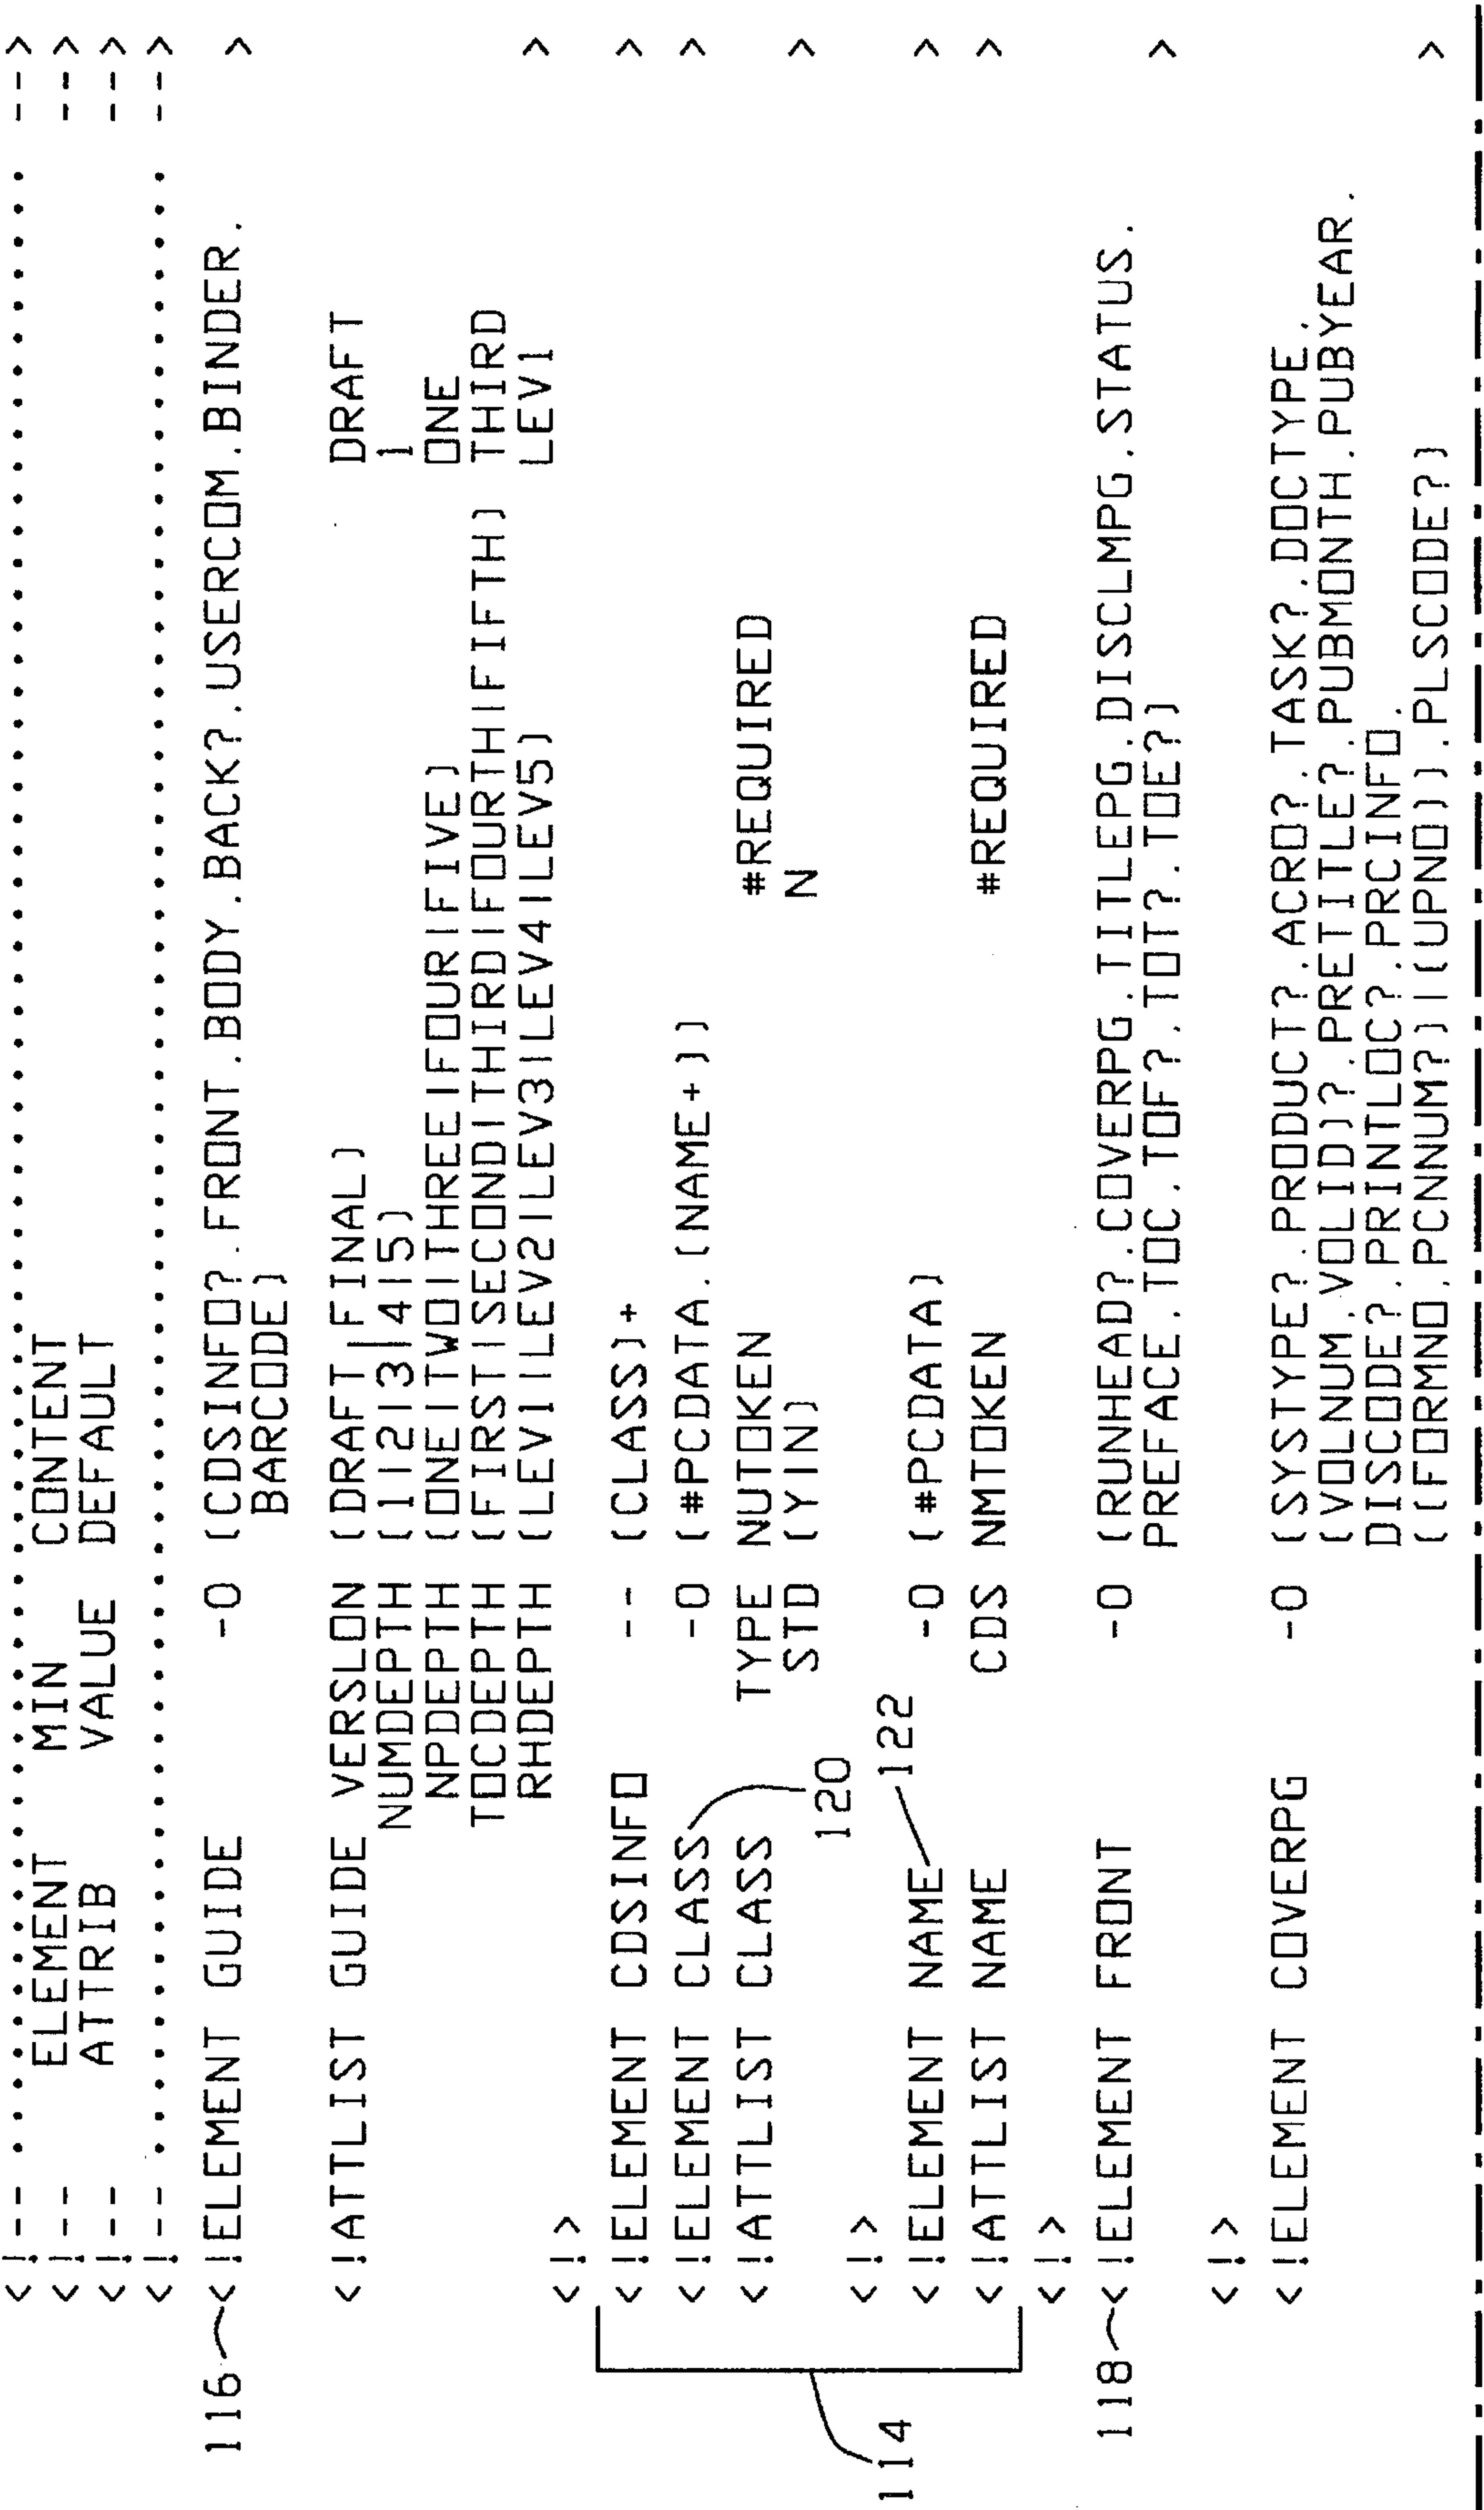 <!-- .......................................................... -->
<!-- ELEMENT MIN CONTENT -->
<!-- ATTRIB VALUE DEFAULT -->
<!-- .......................................................... -->
116 <!ELEMENT GUIDE -O (CDSINFO?.FRONT.BODY.BACK?.USERCOM.BINDER. >
BARCODE)
<!ATTLIST GUIDE VERSLON (DRAFT|FINAL) DRAFT
NUMDEPTH (1|2|3|4|5) 1
NPDEPTH (ONE|TWO|THREE|FOUR|FIVE) ONE
TOCDEPTH (FIRST|SECOND|THIRD|FOURTH|FIFTH) THIRD
RHDEPTH (LEV1|LEV2|LEV3|LEV4|LEV5) LEV1 >
<!>
<!ELEMENT CDSINFO -- (CLASS)+ >
<!ELEMENT CLASS -O (#PCDATA.(NAME+)) >
<!ATLIST CLASS TYPE NUTOKEN #REQUIRED
STD (Y|N) N >
120
<!>
114
122
<!ELEMENT NAME -O (#PCDATA) >
<!ATTLIST NAME CDS NMTOKEN #REQUIRED >
<!>
118 <!ELEMENT FRONT -O (RUNHEAD?.COVERPG.TITLEPG.DISCLMPG.STATUS.
PREFACE.TOC.TOF?.TOT?.TOE?) >
<!>
<!ELEMENT COVERPG -O (SYSTYPE?.PRODUCT?.ACRO?.TASK?.DOCTYPE.
(VOLNUM.VOLID)?.PRETITLE?.PUBMONTH.PUBYEAR.
DISCODE?.PRINTLOC?.PRCINFO.
((FORMNO.PCNNUM?)|(UPNO)).PLSCODE?) >